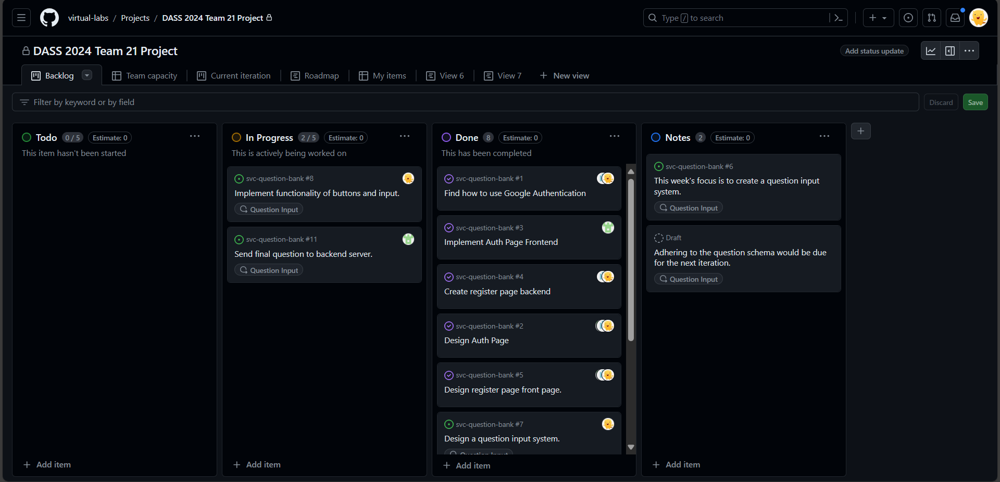 virtual-labs / Projects / DASS 2024 Team 21 Project
Type / to search
DASS 2024 Team 21 Project
Add status update
Backlog
Team capacity
Current iteration
Roadmap
My items
View 6
View 7
New view
Filter by keyword or by field
Discard
Save
Todo 0 / 5 Estimate: 0
This item hasn't been started
Add item
In Progress 2 / 5 Estimate: 0
This is actively being worked on
svc-question-bank #8
Implement functionality of buttons and input.
Question Input
svc-question-bank #11
Send final question to backend server.
Question Input
Add item
Done 8 Estimate: 0
This has been completed
svc-question-bank #1
Find how to use Google Authentication
svc-question-bank #3
Implement Auth Page Frontend
svc-question-bank #4
Create register page backend
svc-question-bank #2
Design Auth Page
svc-question-bank #5
Design register page front page.
svc-question-bank #7
Design a question input system.
Question Input
Add item
Notes 2 Estimate: 0
svc-question-bank #6
This week's focus is to create a question input
system.
Question Input
Draft
Adhering to the question schema would be due
for the next iteration.
Question Input
Add item